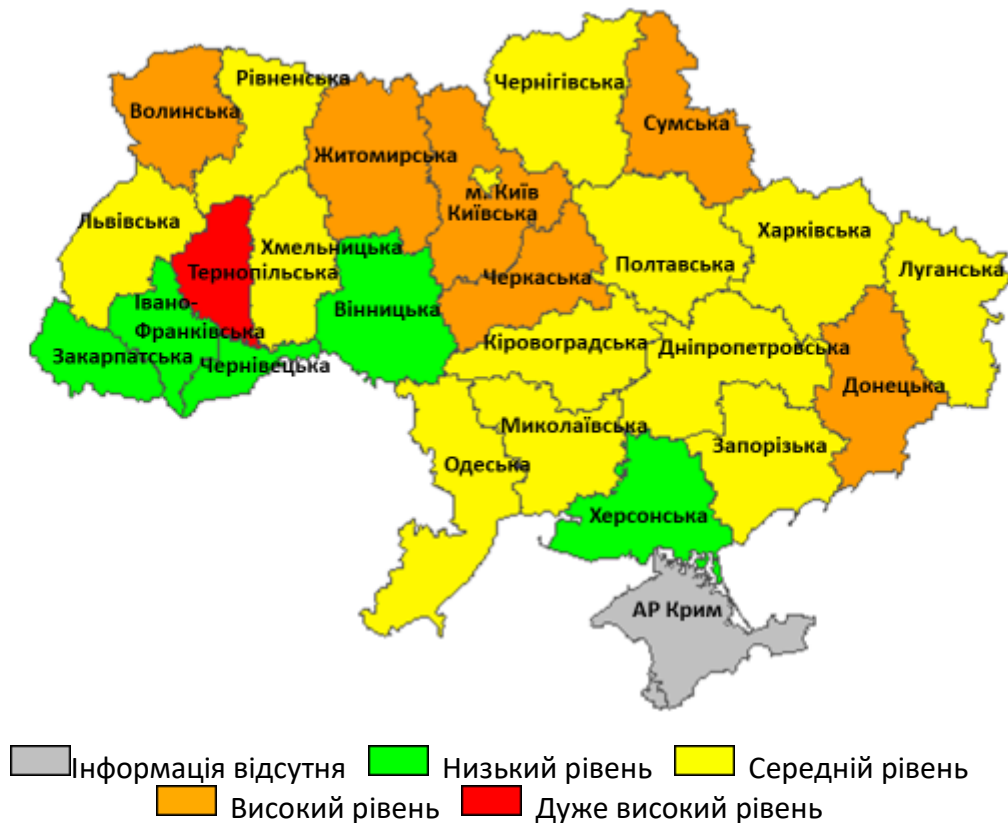 Рівненська
Чернігівська
Волинська
Сумська
Житомирська
м. Київ
Київська
Львівська
Хмельницька
Тернопільська
Харківська
Полтавська
Луганська
Черкаська
Івано-
Франківська
Вінницька
Закарпатська
Чернівецька
Кіровоградська
Дніпропетровська
Донецька
Миколаївська
Запорізька
Одеська
Херсонська
АР Крим
Інформація відсутня Низький рівень Середній рівень
Високий рівень Дуже високий рівень